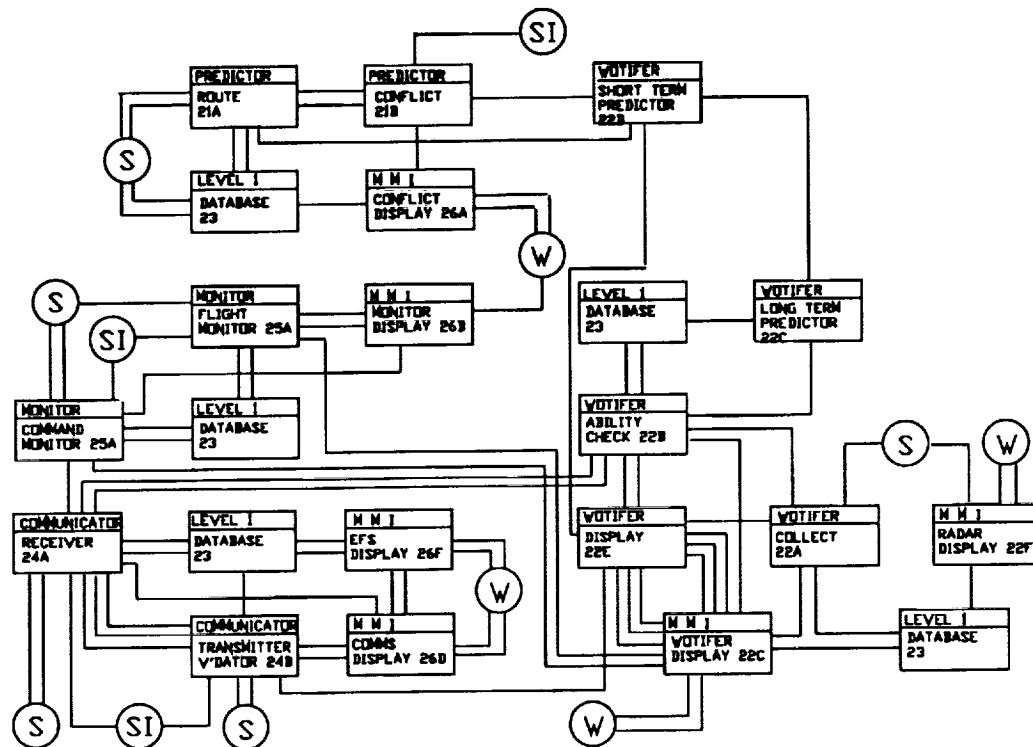 SI
PREDICTOR
ROUTE
21A
PREDICTOR
CONFLICT
21B
WOTIFER
SHORT TERM
PREDICTOR
22B
S
LEVEL 1
DATABASE
23
M M I
CONFLICT
DISPLAY 26A
W
S
SI
MONITOR
FLIGHT
MONITOR 25A
M M I
MONITOR
DISPLAY 26B
LEVEL 1
DATABASE
23
WOTIFER
LONG TERM
PREDICTOR
22C
MONITOR
COMMAND
MONITOR 25A
LEVEL 1
DATABASE
23
WOTIFER
ABILITY
CHECK 22B
S
W
COMMUNICATOR
RECEIVER
24A
LEVEL 1
DATABASE
23
M M I
EFS
DISPLAY 26F
WOTIFER
DISPLAY
22E
WOTIFER
COLLECT
22A
M M I
RADAR
DISPLAY 22F
W
COMMUNICATOR
TRANSMITTER
V'DATOR 24B
M M I
COMMS
DISPLAY 26D
M M I
WOTIFER
DISPLAY 22C
LEVEL 1
DATABASE
23
S
SI
S
W